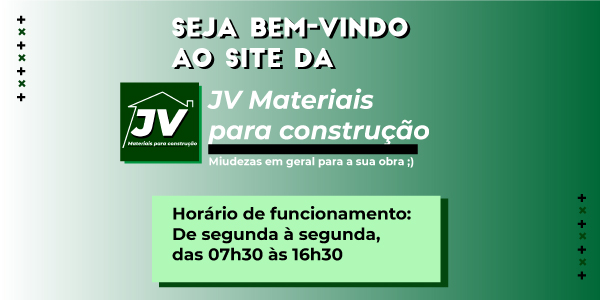 SEJA BEM-VINDO
AO SITE DA
JV Materiais
para construção
JV
Materiais para construção
Miudezas em geral para a sua obra ;)
Horário de funcionamento:
De segunda à segunda,
das 07h30 às 16h30